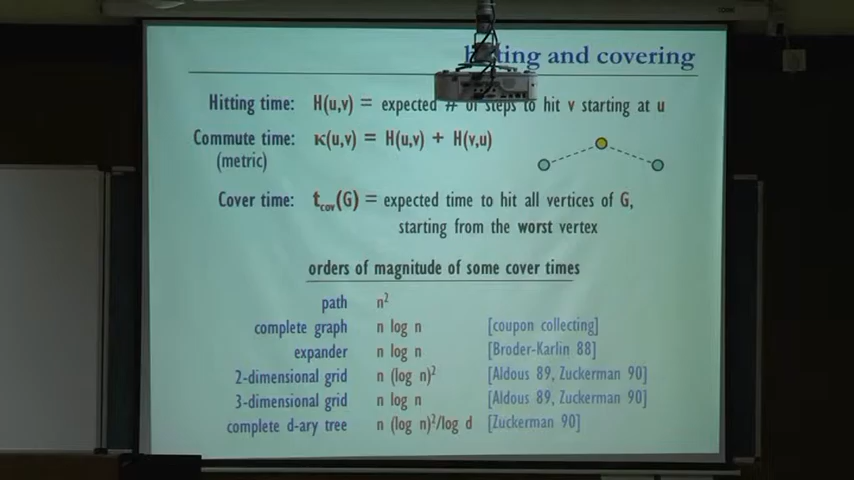 hitting and covering
Hitting time: H(u,v) = expected # of steps to hit v starting at u
Commute time: κ(u,v) = H(u,v) + H(v,u)
(metric)
Cover time: t_cov(G) = expected time to hit all vertices of G,
starting from the worst vertex
orders of magnitude of some cover times
path n²
complete graph n log n [coupon collecting]
expander n log n [Broder-Karlin 88]
2-dimensional grid n (log n)² [Aldous 89, Zuckerman 90]
3-dimensional grid n log n [Aldous 89, Zuckerman 90]
complete d-ary tree n (log n)²/log d [Zuckerman 90]